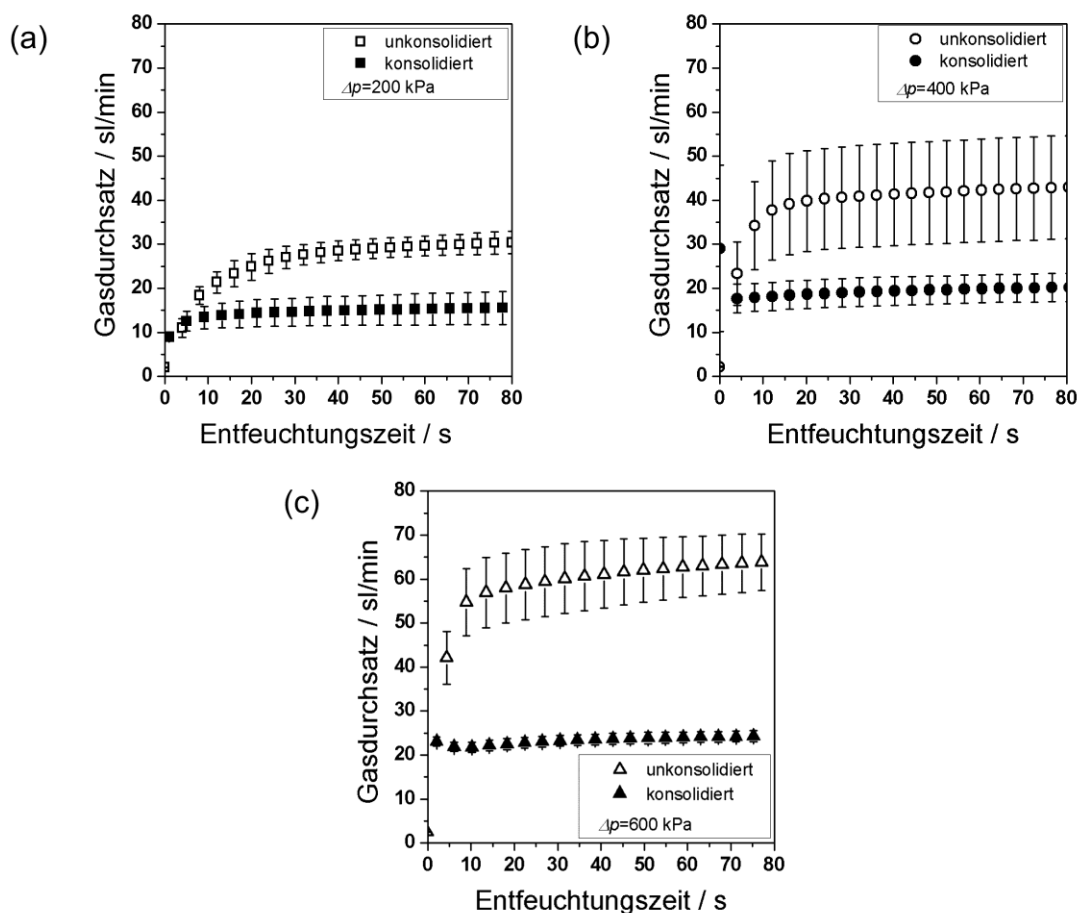 (a)
Gasdurchsatz / sl/min
80
70
60
50
40
30
20
10
0
unkonsolidiert
konsolidiert
Δp=200 kPa
0 10 20 30 40 50 60 70 80
Entfeuchtungszeit / s
(b)
Gasdurchsatz / sl/min
80
70
60
50
40
30
20
10
0
unkonsolidiert
konsolidiert
Δp=400 kPa
0 10 20 30 40 50 60 70 80
Entfeuchtungszeit / s
(c)
Gasdurchsatz / sl/min
80
70
60
50
40
30
20
10
0
unkonsolidiert
konsolidiert
Δp=600 kPa
0 10 20 30 40 50 60 70 80
Entfeuchtungszeit / s